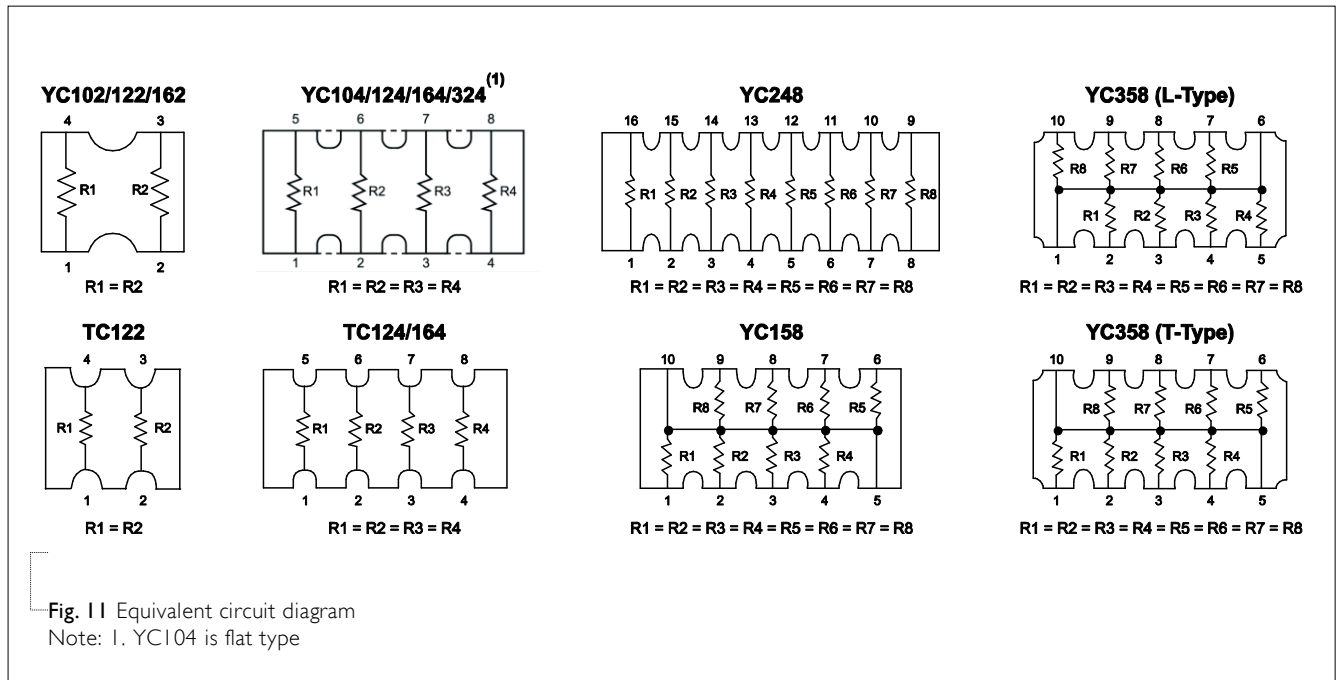 YC102/122/162
4 3
R1 R2
1 2
R1 = R2
YC104/124/164/324 (1)
5 6 7 8
R1 R2 R3 R4
1 2 3 4
R1 = R2 = R3 = R4
YC248
16 15 14 13 12 11 10 9
R1 R2 R3 R4 R5 R6 R7 R8
1 2 3 4 5 6 7 8
R1 = R2 = R3 = R4 = R5 = R6 = R7 = R8
YC358 (L-Type)
10 9 8 7 6
R8 R7 R6 R5
R1 R2 R3 R4
1 2 3 4 5
R1 = R2 = R3 = R4 = R5 = R6 = R7 = R8
TC122
4 3
R1 R2
1 2
R1 = R2
TC124/164
5 6 7 8
R1 R2 R3 R4
1 2 3 4
R1 = R2 = R3 = R4
YC158
10 9 8 7 6
R8 R7 R6 R5
R1 R2 R3 R4
1 2 3 4 5
R1 = R2 = R3 = R4 = R5 = R6 = R7 = R8
YC358 (T-Type)
10 9 8 7 6
R8 R7 R6 R5
R1 R2 R3 R4
1 2 3 4 5
R1 = R2 = R3 = R4 = R5 = R6 = R7 = R8
Fig. 11 Equivalent circuit diagram
Note: 1. YC104 is flat type